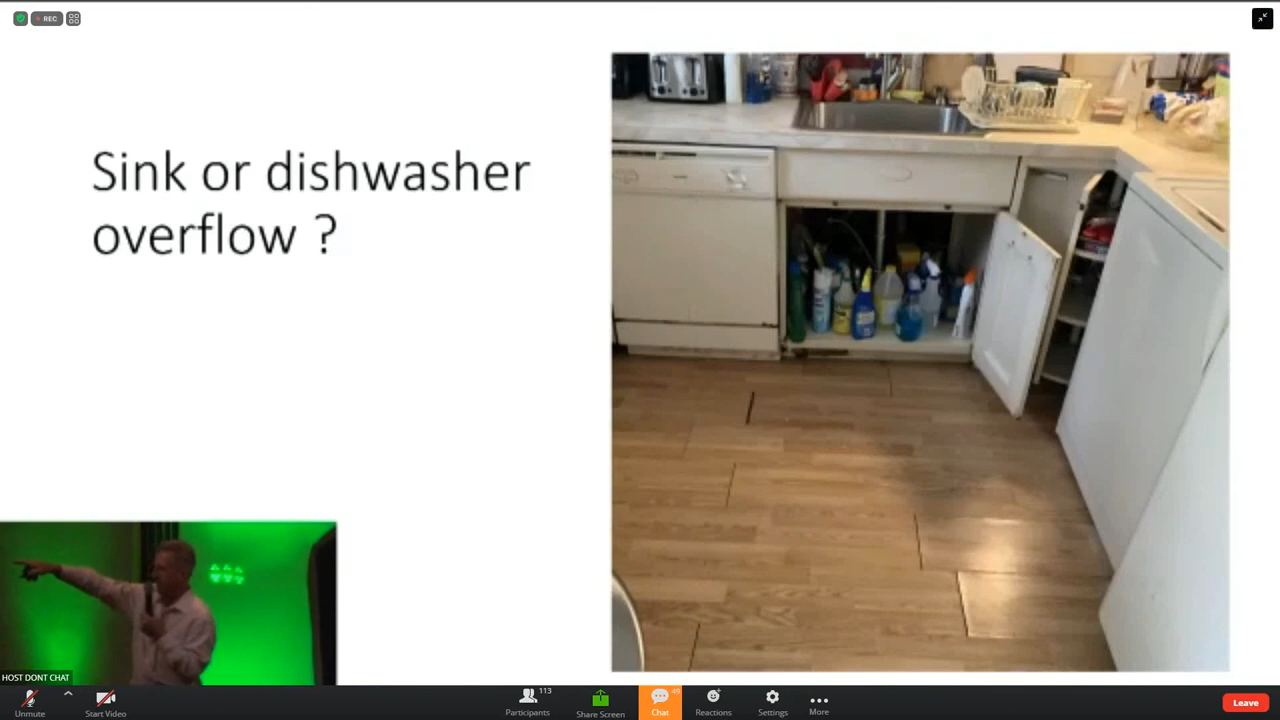 REC
Sink or dishwasher
overflow ?
HOST DONT CHAT
Unmute
Start Video
113
Participants
Share Screen
49
Chat
Reactions
Settings
More
Leave